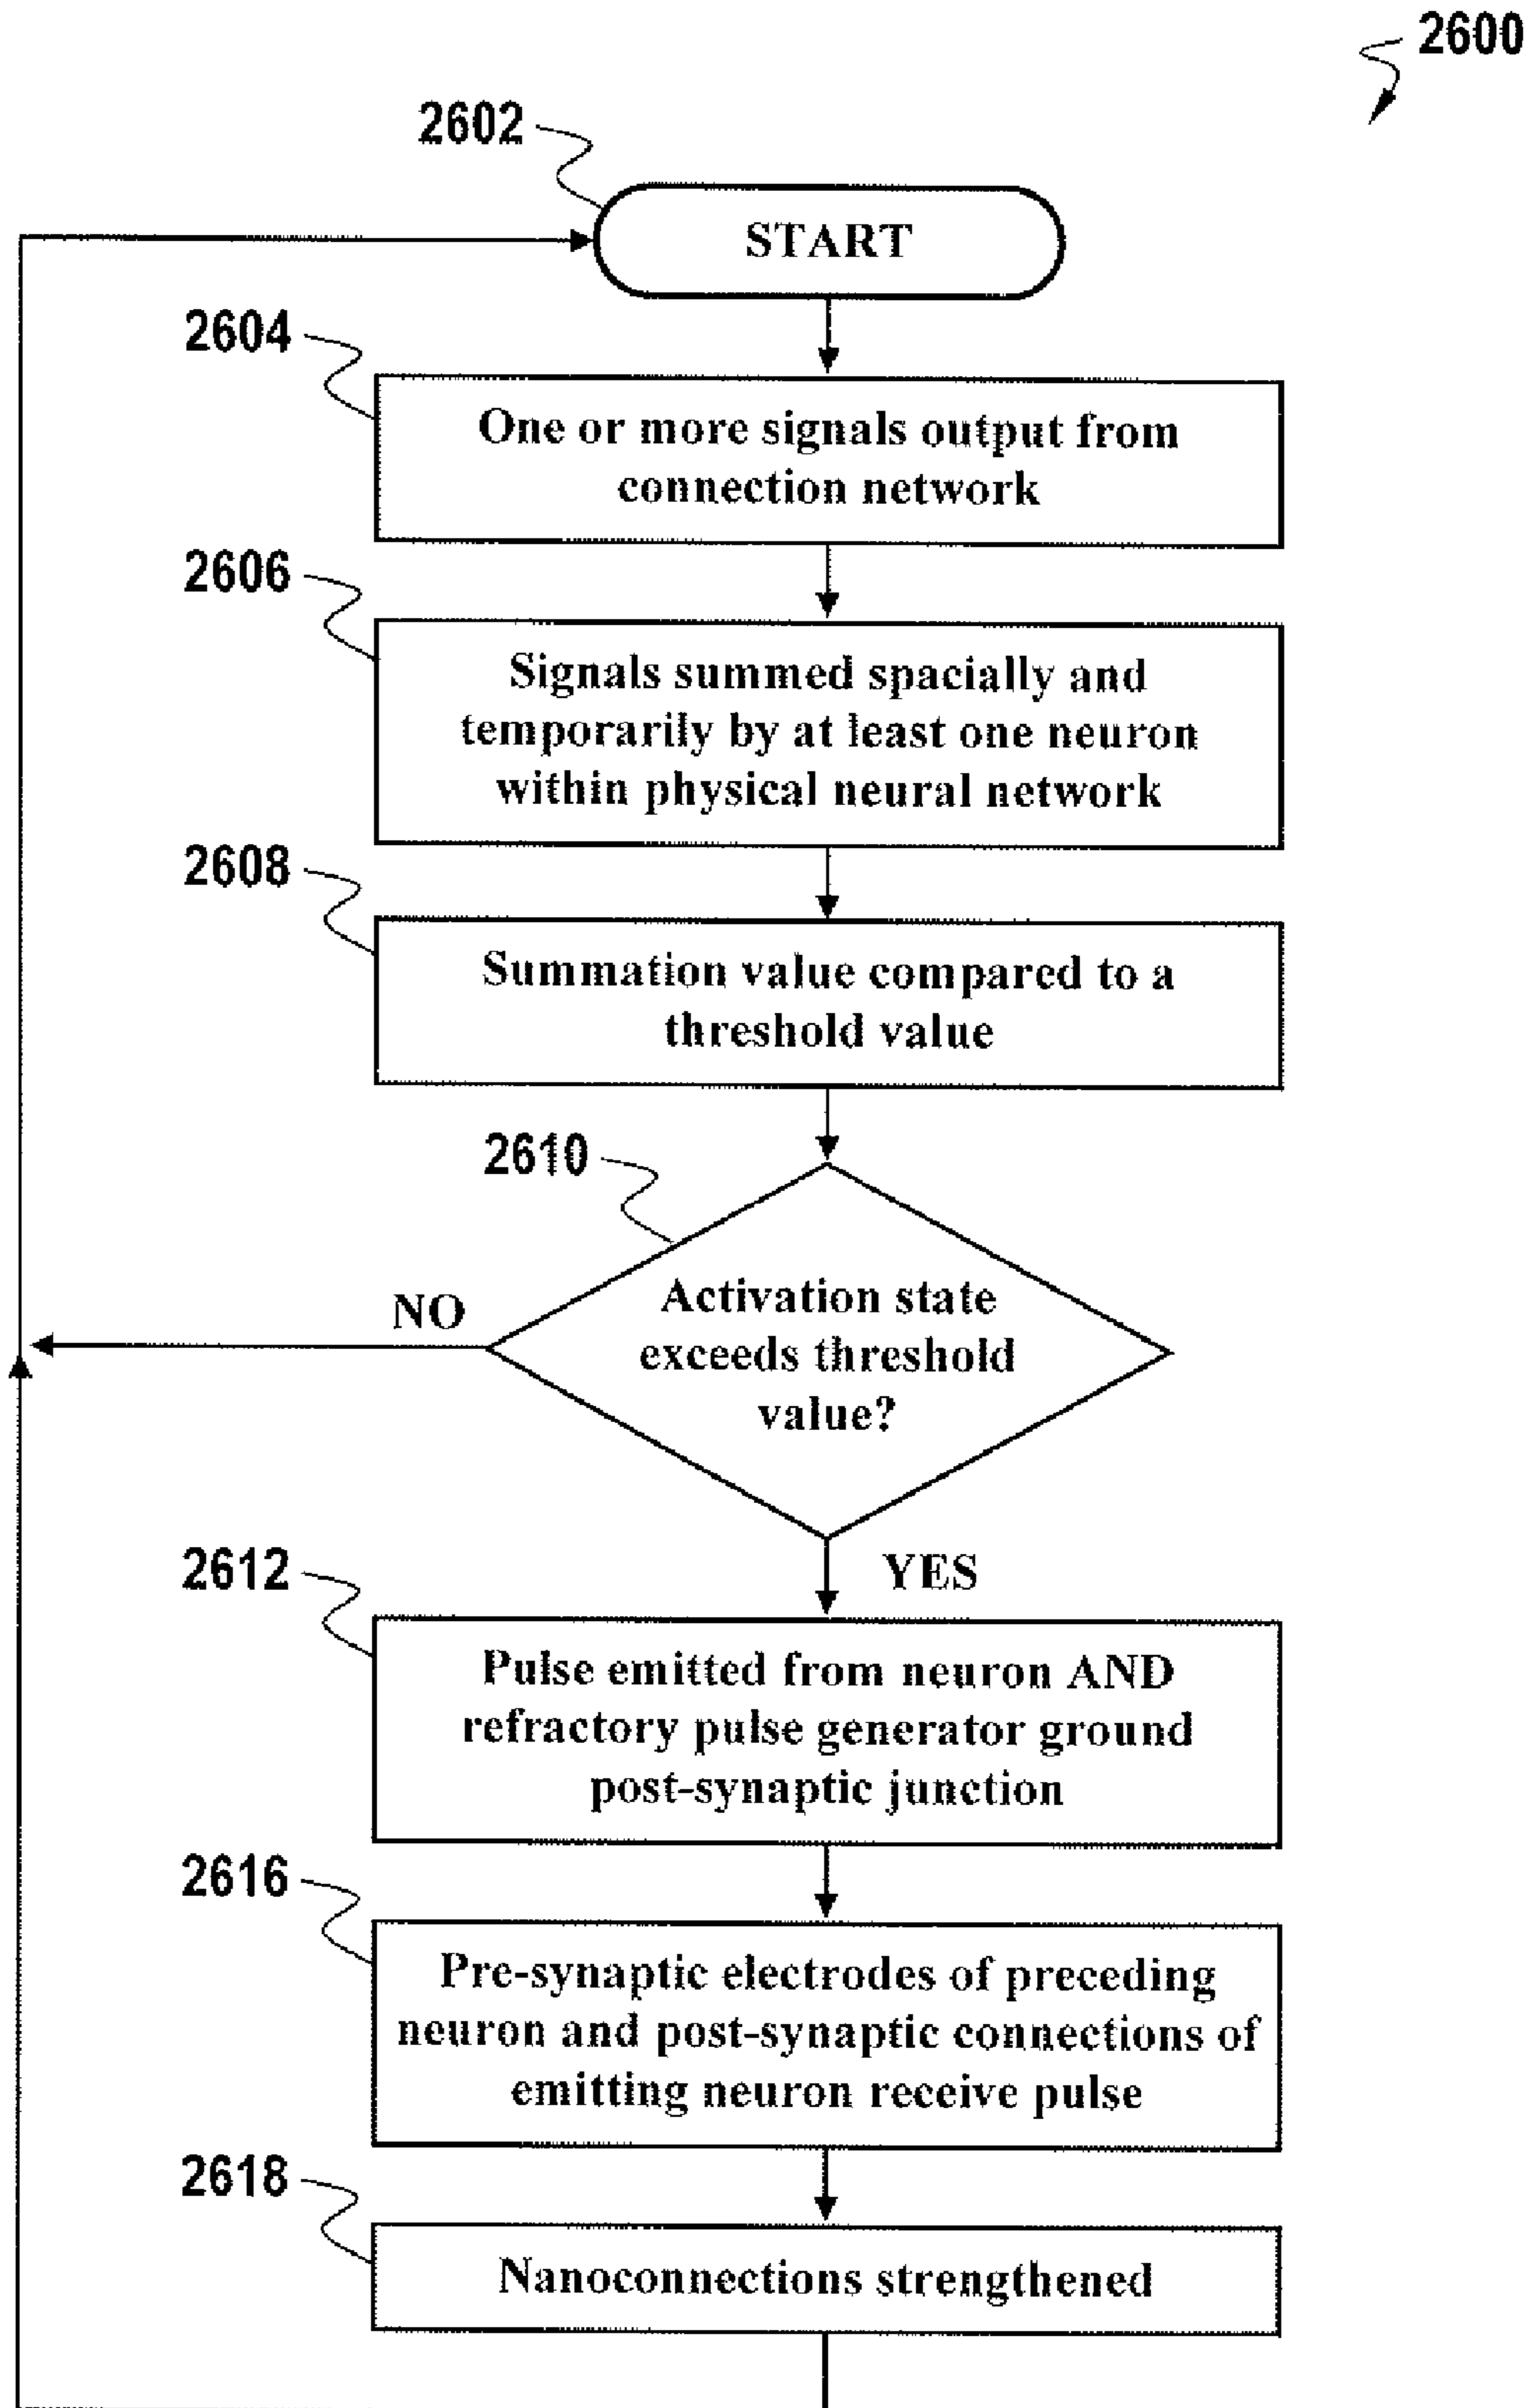 2600
2602
START
2604
One or more signals output from
connection network
2606
Signals summed spacially and
temporarily by at least one neuron
within physical neural network
2608
Summation value compared to a
threshold value
2610
Activation state
exceeds threshold
value?
NO
YES
2612
Pulse emitted from neuron AND
refractory pulse generator ground
post-synaptic junction
2616
Pre-synaptic electrodes of preceding
neuron and post-synaptic connections of
emitting neuron receive pulse
2618
Nanoconnections strengthened